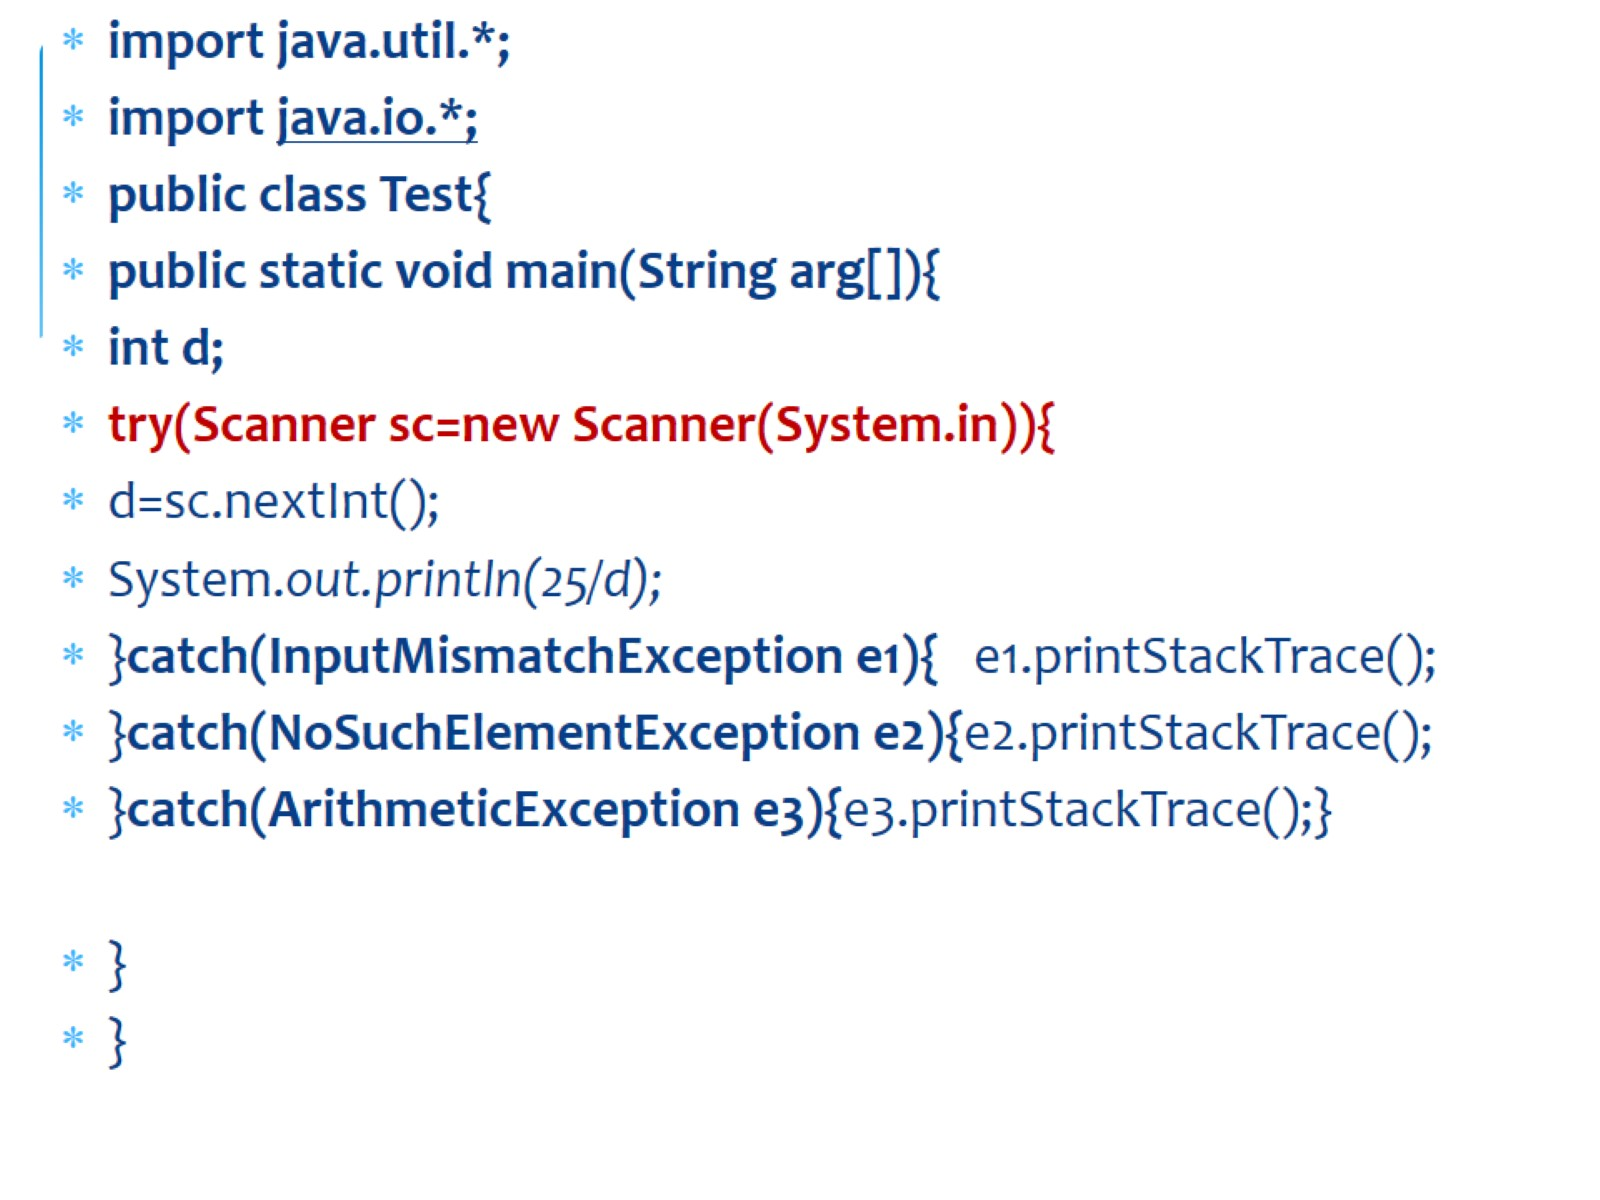 * import java.util.*;
* import java.io.*;
* public class Test{
* public static void main(String arg[]){
* int d;
* try(Scanner sc=new Scanner(System.in)){
* d=sc.nextInt();
* System.out.println(25/d);
* }catch(InputMismatchException e1){ e1.printStackTrace();
* }catch(NoSuchElementException e2){e2.printStackTrace();
* }catch(ArithmeticException e3){e3.printStackTrace();}
* }
* }